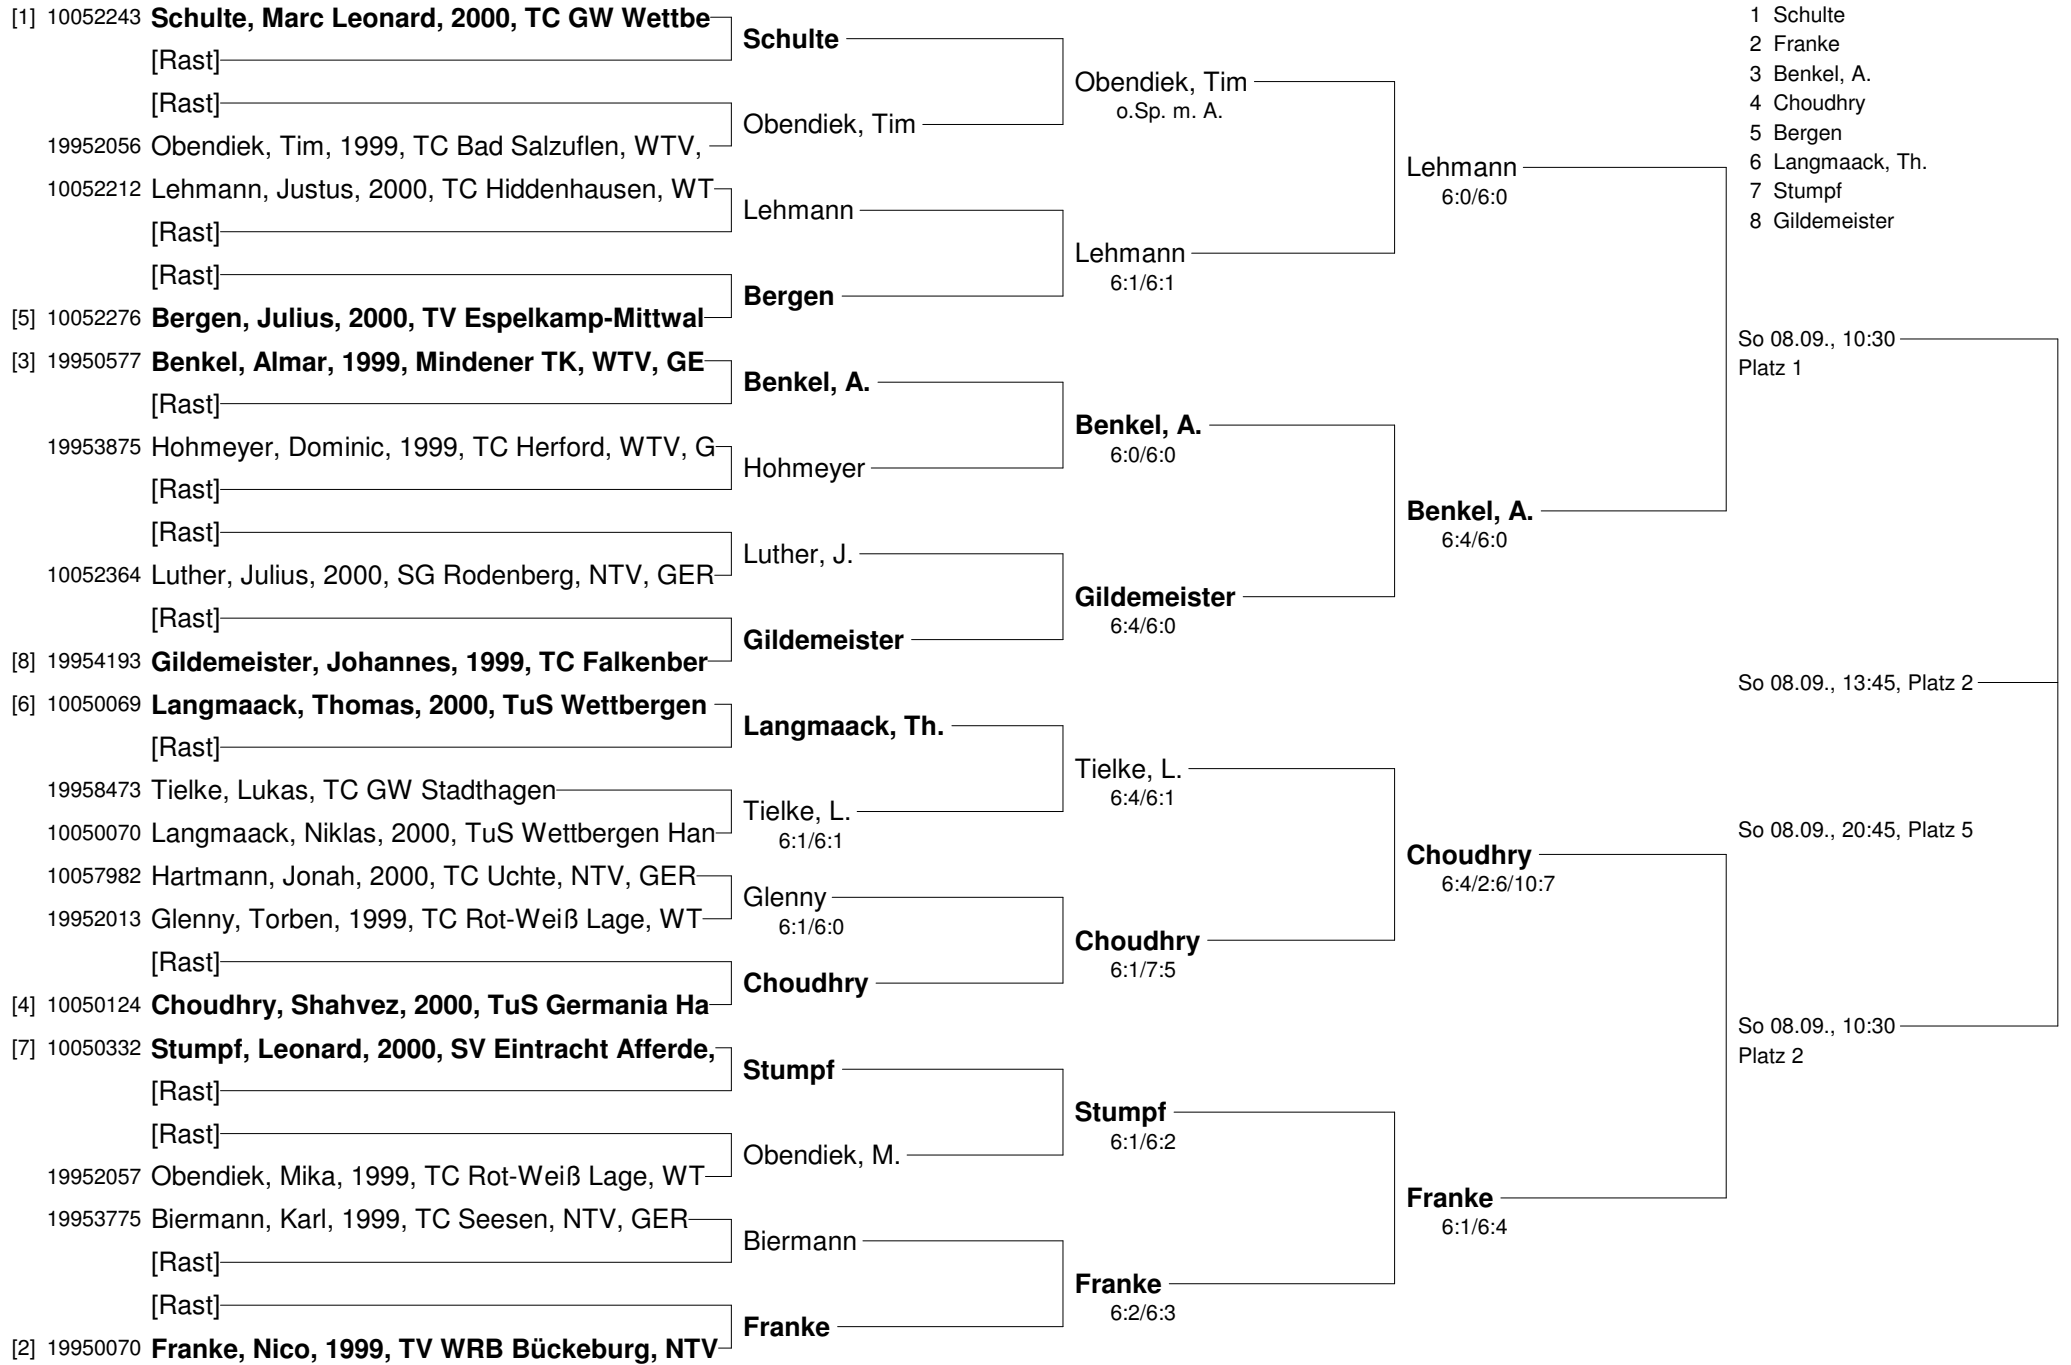 [1] 10052243 Schulte, Marc Leonard, 2000, TC GW Wettbe
[Rast]
[Rast]
19952056 Obendiek, Tim, 1999, TC Bad Salzuflen, WTV,
10052212 Lehmann, Justus, 2000, TC Hiddenhausen, WT
[Rast]
[Rast]
[5] 10052276 Bergen, Julius, 2000, TV Espelkamp-Mittwal
[3] 19950577 Benkel, Almar, 1999, Mindener TK, WTV, GE
[Rast]
19953875 Hohmeyer, Dominic, 1999, TC Herford, WTV, G
[Rast]
[Rast]
10052364 Luther, Julius, 2000, SG Rodenberg, NTV, GER
[Rast]
[8] 19954193 Gildemeister, Johannes, 1999, TC Falkenber
[6] 10050069 Langmaack, Thomas, 2000, TuS Wettbergen
[Rast]
19958473 Tielke, Lukas, TC GW Stadthagen
10050070 Langmaack, Niklas, 2000, TuS Wettbergen Han
10057982 Hartmann, Jonah, 2000, TC Uchte, NTV, GER
19952013 Glenny, Torben, 1999, TC Rot-Weiß Lage, WT
[Rast]
[4] 10050124 Choudhry, Shahvez, 2000, TuS Germania Ha
[7] 10050332 Stumpf, Leonard, 2000, SV Eintracht Afferde,
[Rast]
[Rast]
19952057 Obendiek, Mika, 1999, TC Rot-Weiß Lage, WT
19953775 Biermann, Karl, 1999, TC Seesen, NTV, GER
[Rast]
[Rast]
[2] 19950070 Franke, Nico, 1999, TV WRB Bückeburg, NTV
Schulte
Obendiek, Tim
Lehmann
Bergen
Benkel, A.
Hohmeyer
Luther, J.
Gildemeister
Langmaack, Th.
Tielke, L.
6:1/6:1
Glenny
6:1/6:0
Choudhry
Stumpf
Obendiek, M.
Biermann
Franke
Obendiek, Tim
o.Sp. m. A.
Lehmann
6:1/6:1
Benkel, A.
6:0/6:0
Gildemeister
6:4/6:0
Tielke, L.
6:4/6:1
Choudhry
6:1/7:5
Stumpf
6:1/6:2
Franke
6:2/6:3
Lehmann
6:0/6:0
Benkel, A.
6:4/6:0
Choudhry
6:4/2:6/10:7
Franke
6:1/6:4
1 Schulte
2 Franke
3 Benkel, A.
4 Choudhry
5 Bergen
6 Langmaack, Th.
7 Stumpf
8 Gildemeister
So 08.09., 10:30
Platz 1
So 08.09., 13:45, Platz 2
So 08.09., 20:45, Platz 5
So 08.09., 10:30
Platz 2